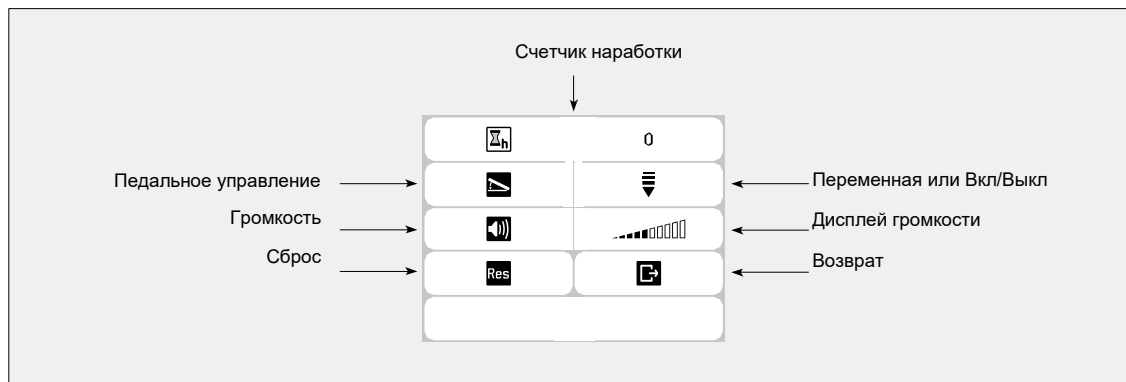 Счетчик наработки
h 0
Педальное управление
Переменная или Вкл/Выкл
Громкость
Дисплей громкости
Сброс
Res
Возврат